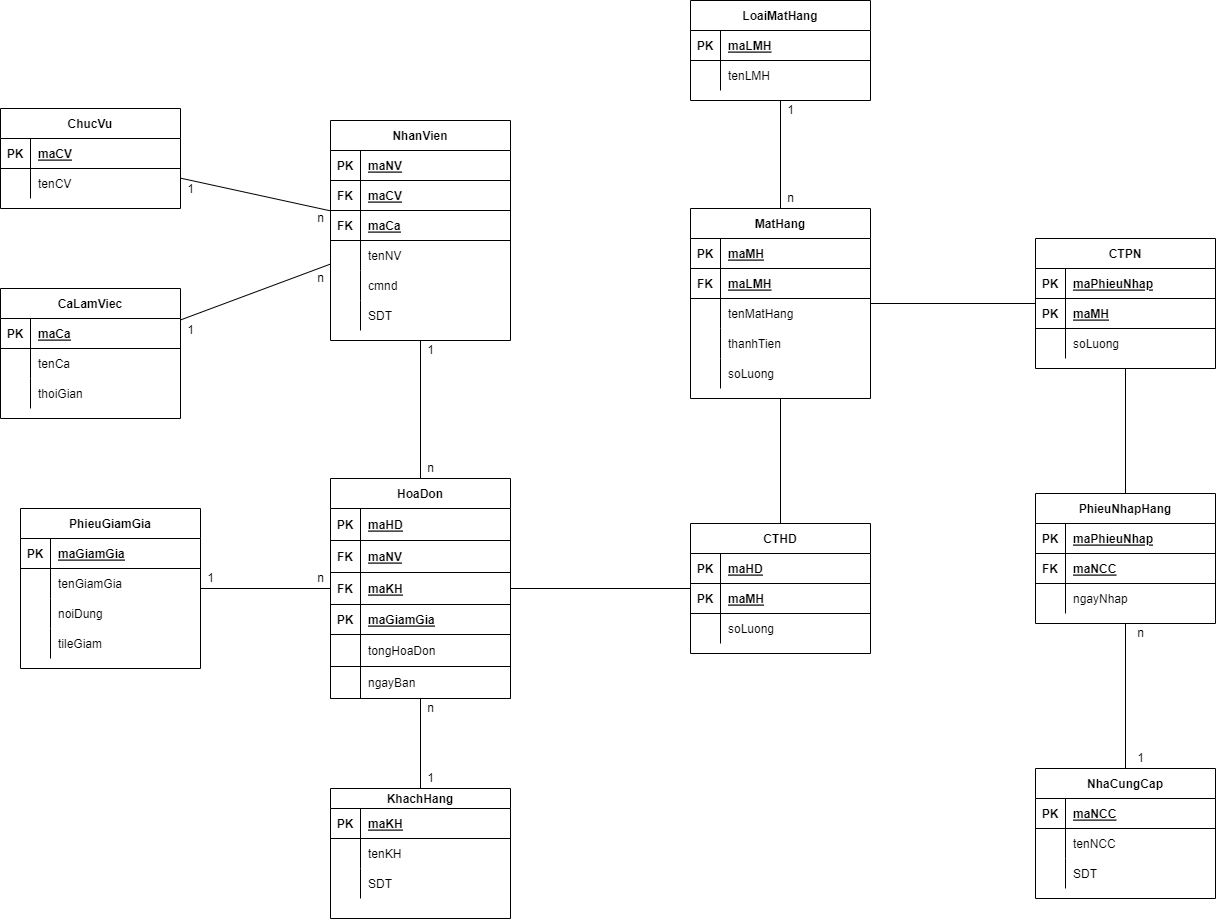 LoaiMatHang
PK maLMH
tenLMH
1
n
ChucVu
PK maCV
tenCV
1
n
NhanVien
PK maNV
FK maCV
FK maCa
tenNV
cmnd
SDT
1
n
CaLamViec
PK maCa
tenCa
thoiGian
1
n
MatHang
PK maMH
FK maLMH
tenMatHang
thanhTien
soLuong
CTPN
PK maPhieuNhap
PK maMH
soLuong
PhieuGiamGia
PK maGiamGia
tenGiamGia
noiDung
tileGiam
1
n
HoaDon
PK maHD
FK maNV
FK maKH
PK maGiamGia
tongHoaDon
ngayBan
n
1
CTHD
PK maHD
PK maMH
soLuong
PhieuNhapHang
PK maPhieuNhap
FK maNCC
ngayNhap
n
1
KhachHang
PK maKH
tenKH
SDT
NhaCungCap
PK maNCC
tenNCC
SDT